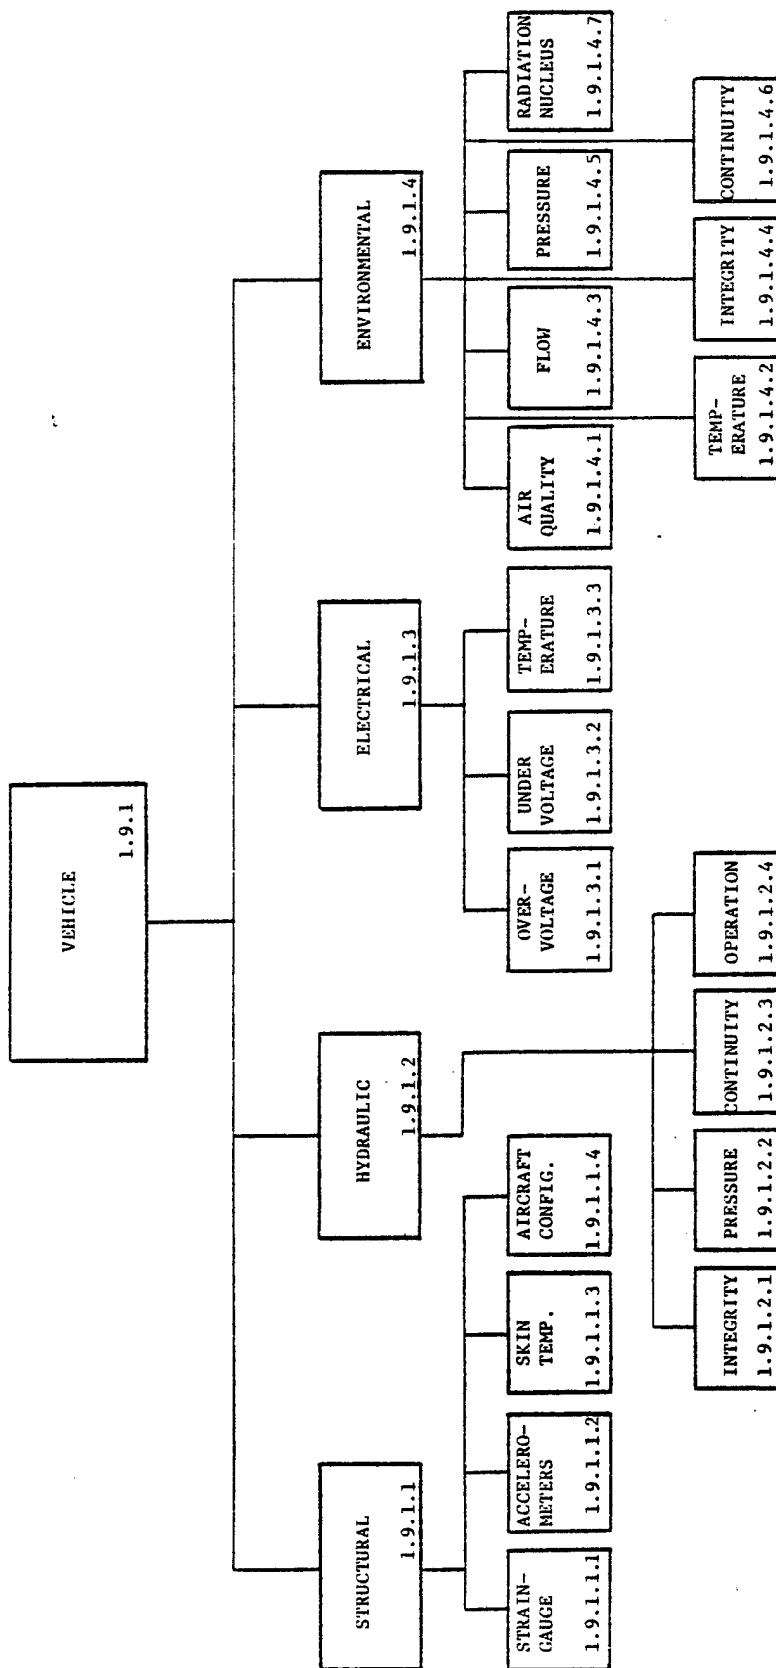 VEHICLE
1.9.1
STRUCTURAL
1.9.1.1
HYDRAULIC
1.9.1.2
ELECTRICAL
1.9.1.3
ENVIRONMENTAL
1.9.1.4
STRAIN-
GAUGE
1.9.1.1.1
ACCELERO-
METERS
1.9.1.1.2
SKIN
TEMP.
1.9.1.1.3
AIRCRAFT
CONFIG.
1.9.1.1.4
OVER-
VOLTAGE
1.9.1.3.1
UNDER
VOLTAGE
1.9.1.3.2
TEMP-
ERATURE
1.9.1.3.3
AIR
QUALITY
1.9.1.4.1
FLOW
1.9.1.4.3
PRESSURE
1.9.1.4.5
RADIATION
NUCLEUS
1.9.1.4.7
INTEGRITY
1.9.1.2.1
PRESSURE
1.9.1.2.2
CONTINUITY
1.9.1.2.3
OPERATION
1.9.1.2.4
TEMP-
ERATURE
1.9.1.4.2
INTEGRITY
1.9.1.4.4
CONTINUITY
1.9.1.4.6